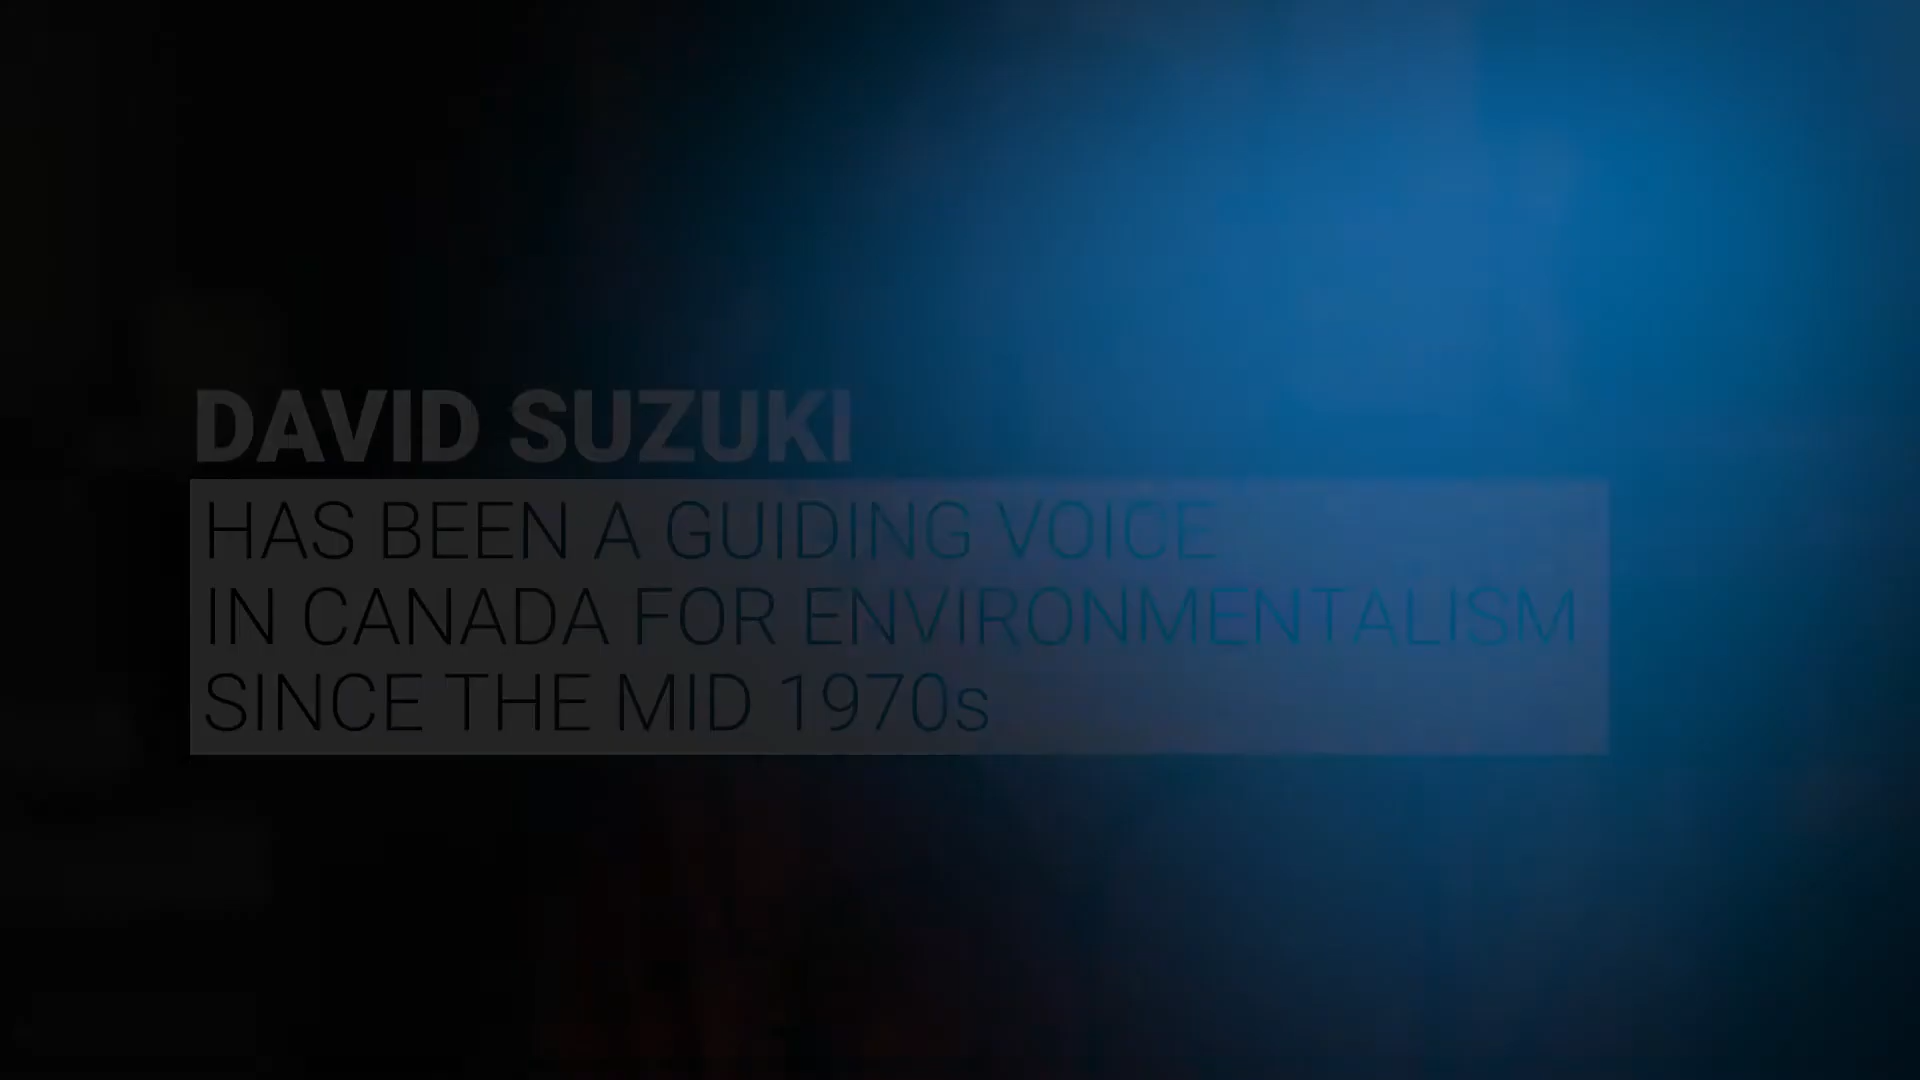 DAVID SUZUKI
HAS BEEN A GUIDING VOICE
IN CANADA FOR ENVIRONMENTALISM
SINCE THE MID 1970s